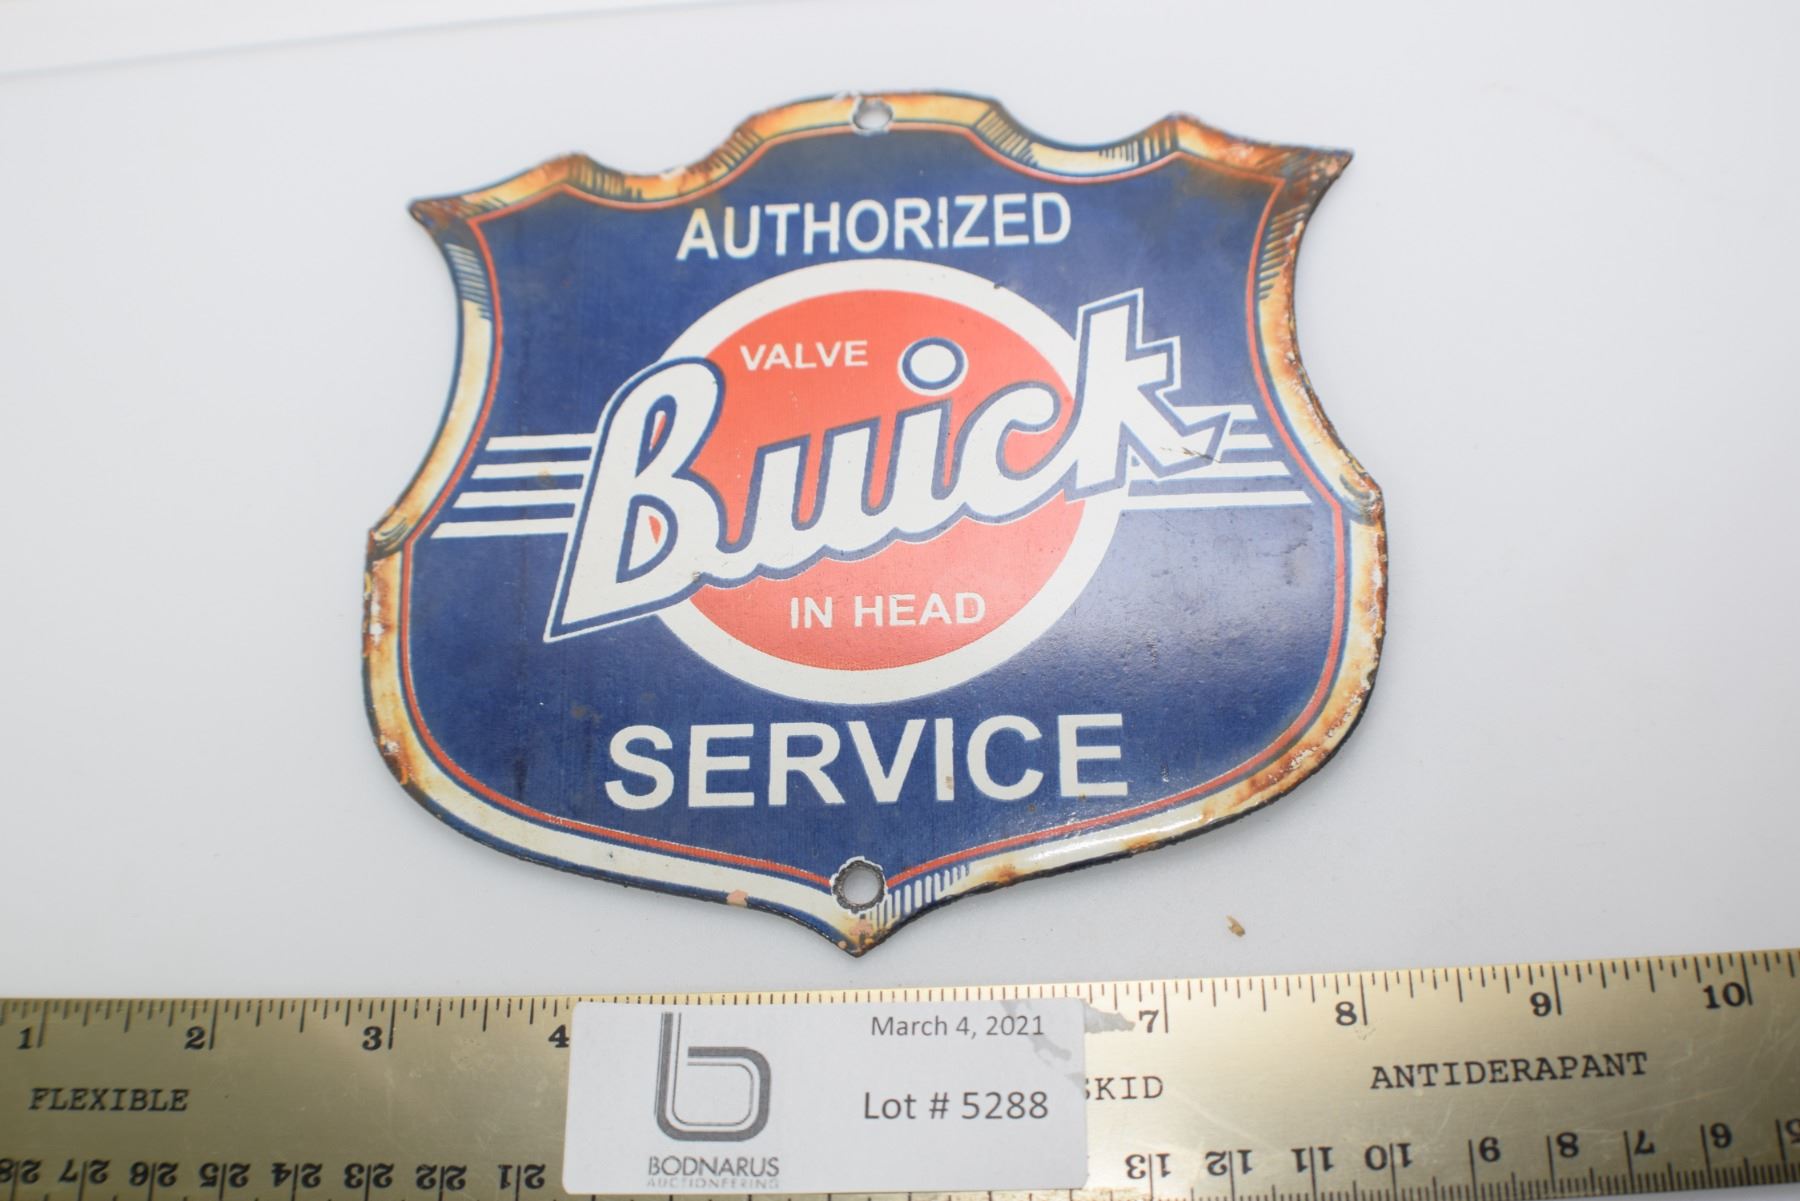 AUTHORIZED
VALVE
Buick
IN HEAD
SERVICE
1 2 3 4 7 8 9 10
March 4, 2021
FLEXIBLE SKID ANTIDERAPANT
Lot # 5288
b
BODNARUS
AUCTIONEERING
28 27 26 25 24 23 22 21 13 12 11 10 9 8 7 6 5